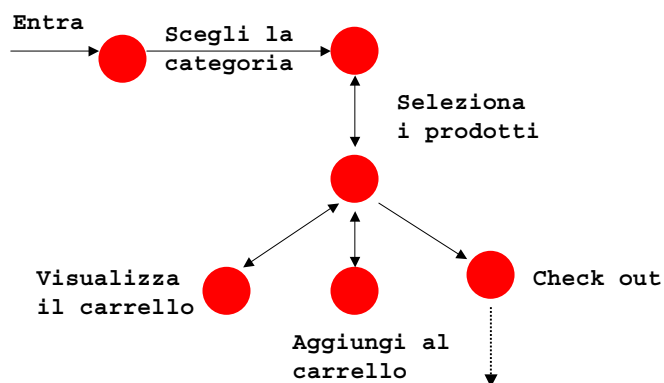 Entra
Scegli la
categoria
Seleziona
i prodotti
Visualizza
il carrello
Check out
Aggiungi al
carrello